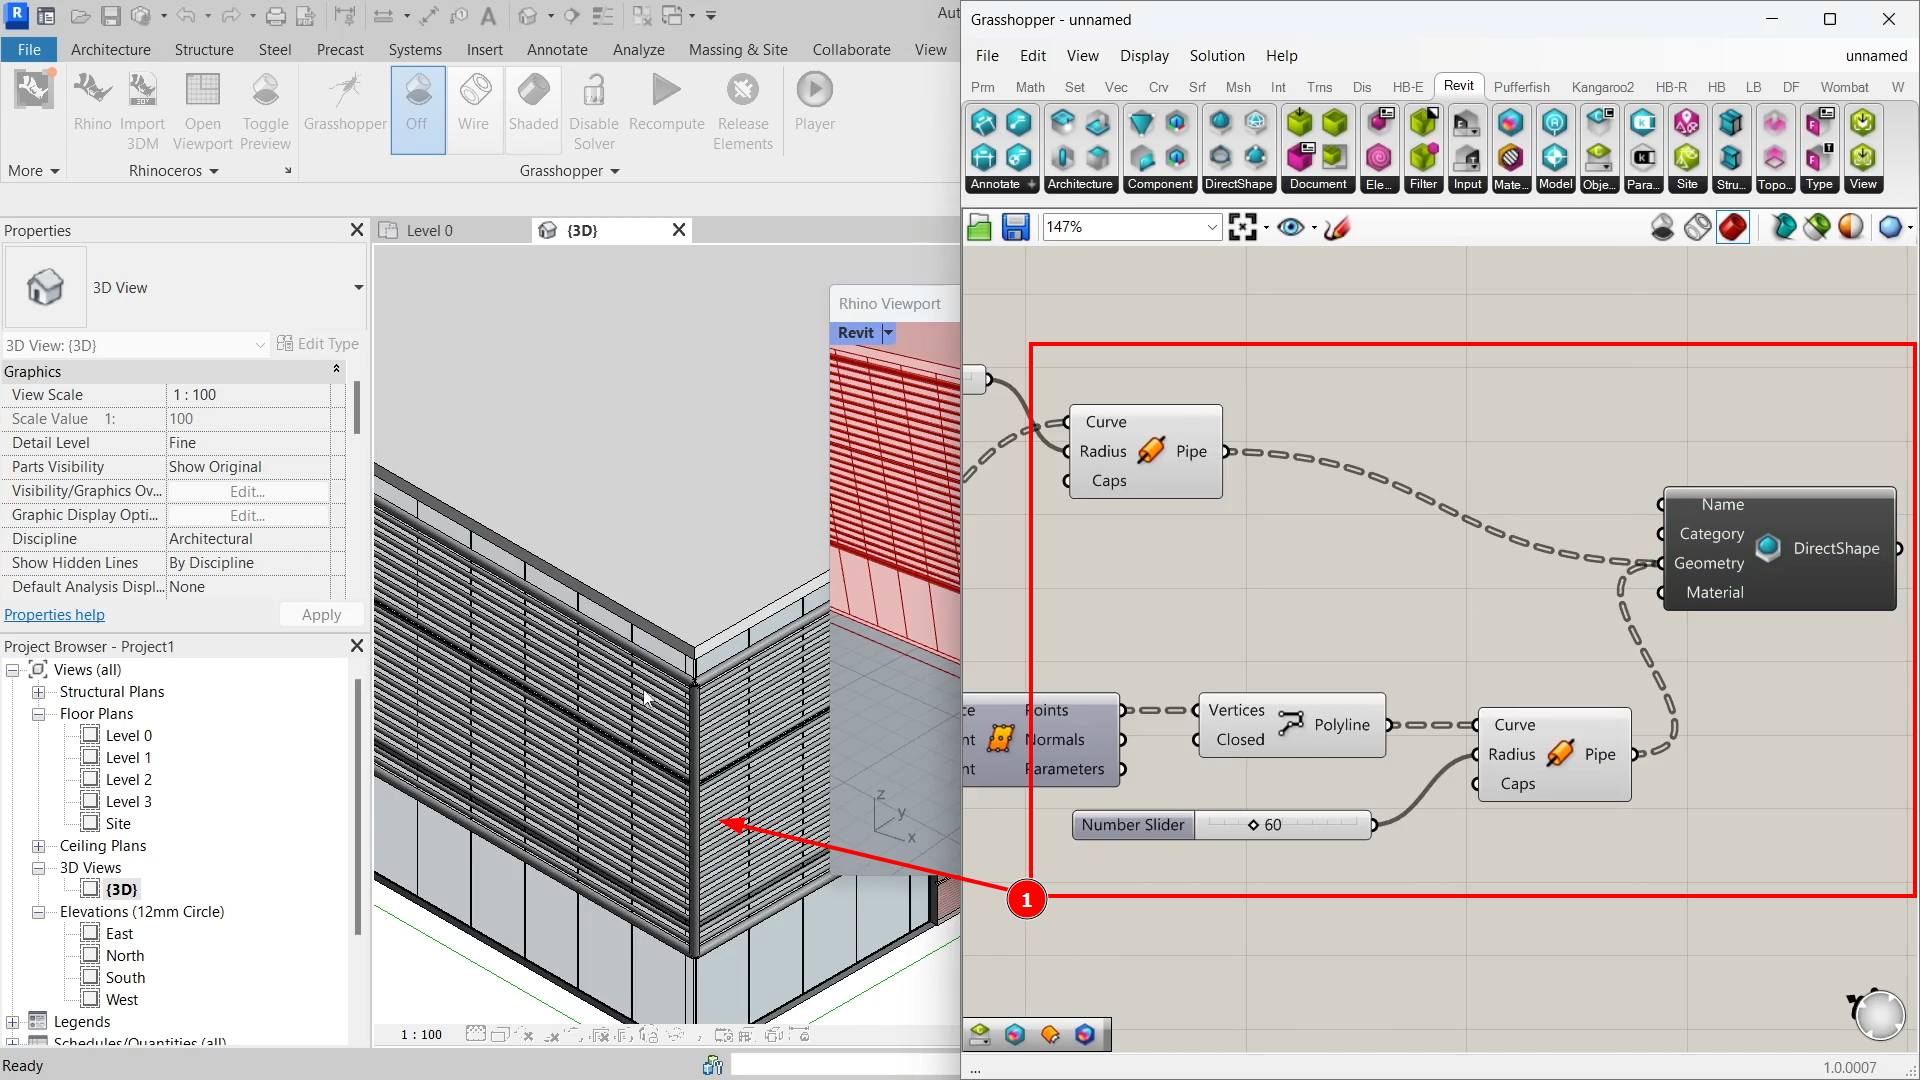 R
File
Architecture
Structure
Steel
Precast
Systems
Insert
Annotate
Analyze
Massing & Site
Collaborate
View
Rhino
Import 3DM
Open Viewport
Toggle Preview
Grasshopper
Off
Wire
Shaded
Disable Solver
Recompute
Release Elements
Player
More
Rhinoceros
Grasshopper
Properties
3D View
3D View: {3D}
Edit Type
Graphics
View Scale 1 : 100
Scale Value 1: 100
Detail Level Fine
Parts Visibility Show Original
Visibility/Graphics Ov... Edit...
Graphic Display Opti... Edit...
Discipline Architectural
Show Hidden Lines By Discipline
Default Analysis Displ... None
Properties help
Apply
Project Browser - Project1
Views (all)
Structural Plans
Floor Plans
Level 0
Level 1
Level 2
Level 3
Site
Ceiling Plans
3D Views
{3D}
Elevations (12mm Circle)
East
North
South
West
Legends
Schedules/Quantities (all)
Ready
Level 0
{3D}
Rhino Viewport
Revit
z
y
x
1 : 100
Aut
Grasshopper - unnamed
File
Edit
View
Display
Solution
Help
unnamed
Prm
Math
Set
Vec
Crv
Srf
Msh
Int
Trns
Dis
HB-E
Revit
Pufferfish
Kangaroo2
HB-R
HB
LB
DF
Wombat
W
Annotate +
Architecture
Component
DirectShape
Document
Ele...
Filter
Input
Mate...
Model
Obje...
Para...
Site
Stru...
Topo...
Type
View
147%
Curve
Radius
Caps
Pipe
Name
Category
Geometry
Material
DirectShape
ce
nt
nt
Points
Normals
Parameters
Vertices
Closed
Polyline
Curve
Radius
Caps
Pipe
Number Slider
60
1
...
1.0.0007